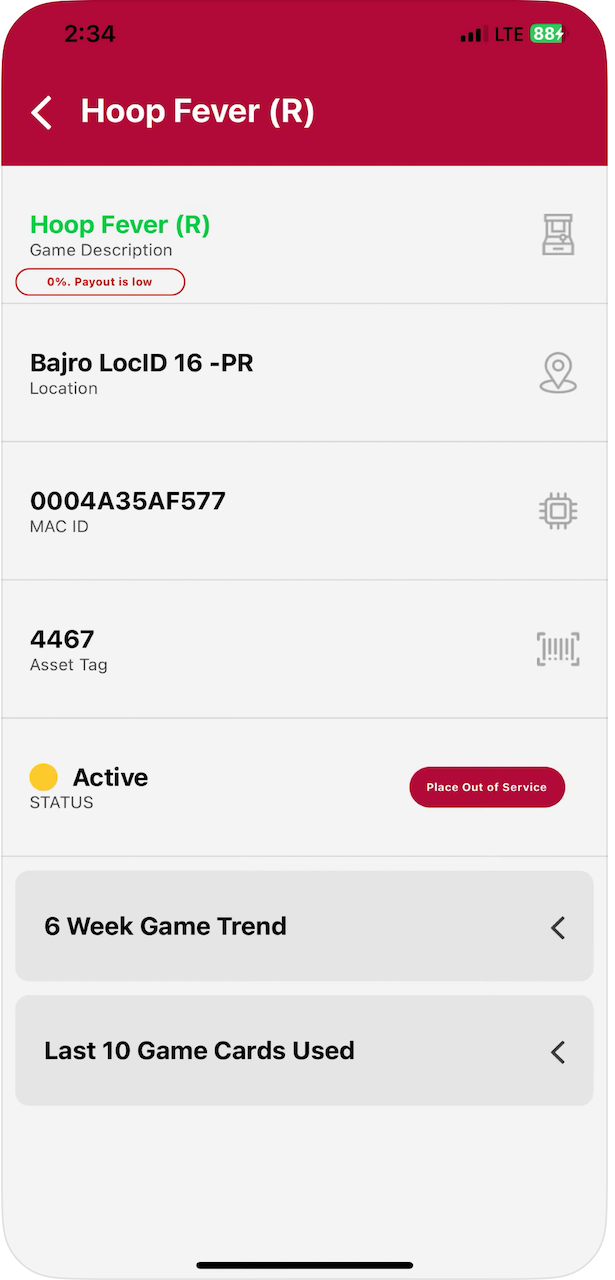 2:34
LTE 88
Hoop Fever (R)
Hoop Fever (R)
Game Description
0%. Payout is low
Bajro LocID 16 -PR
Location
0004A35AF577
MAC ID
4467
Asset Tag
Active
STATUS
Place Out of Service
6 Week Game Trend
Last 10 Game Cards Used